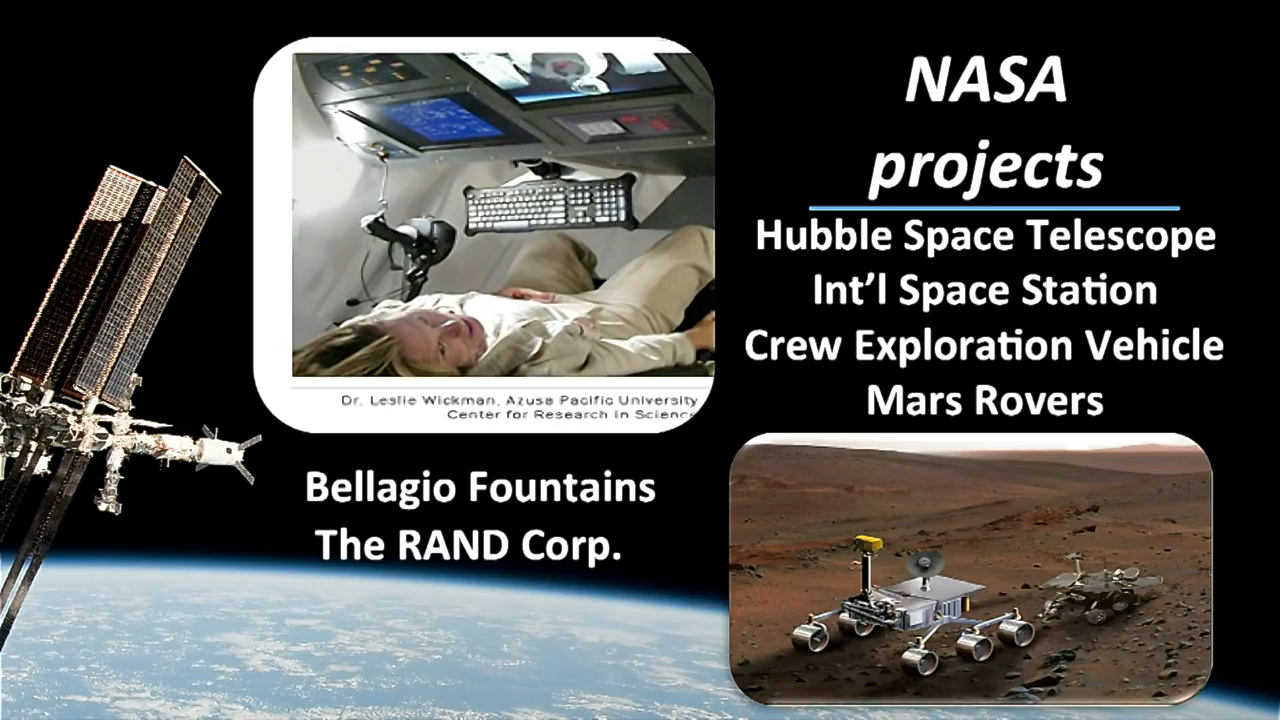 NASA
projects
Hubble Space Telescope
Int’l Space Station
Crew Exploration Vehicle
Mars Rovers
Dr. Leslie Wickman, Azusa Pacific University
Center for Research in Science
Bellagio Fountains
The RAND Corp.